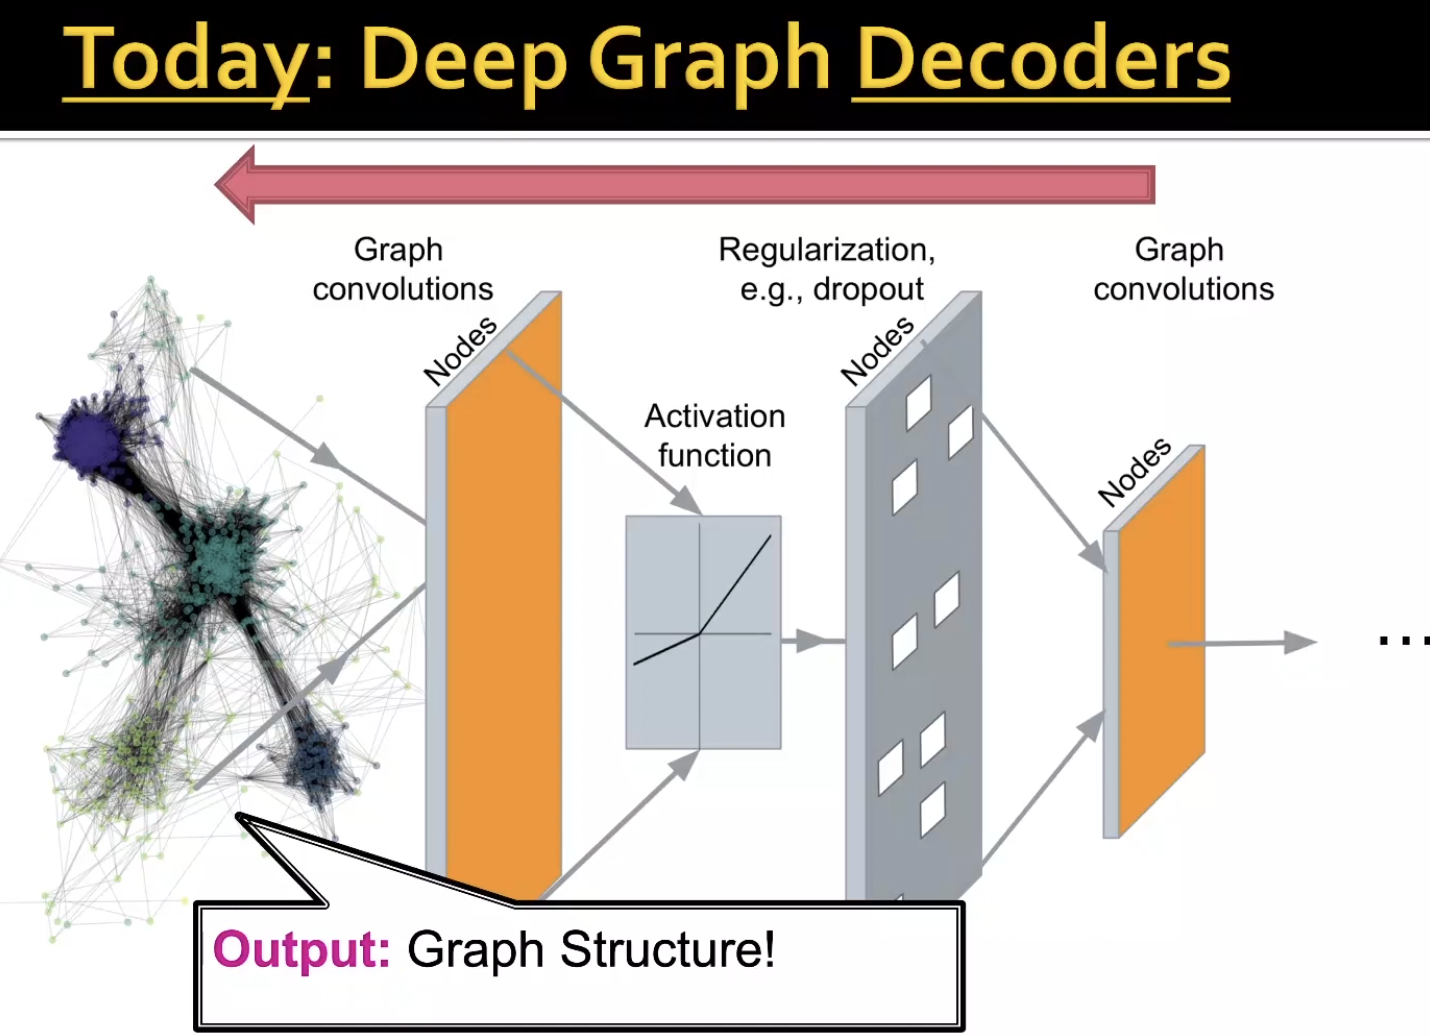 Today: Deep Graph Decoders
Graph
convolutions
Regularization,
e.g., dropout
Graph
convolutions
Nodes
Nodes
Activation
function
Nodes
...
Output: Graph Structure!